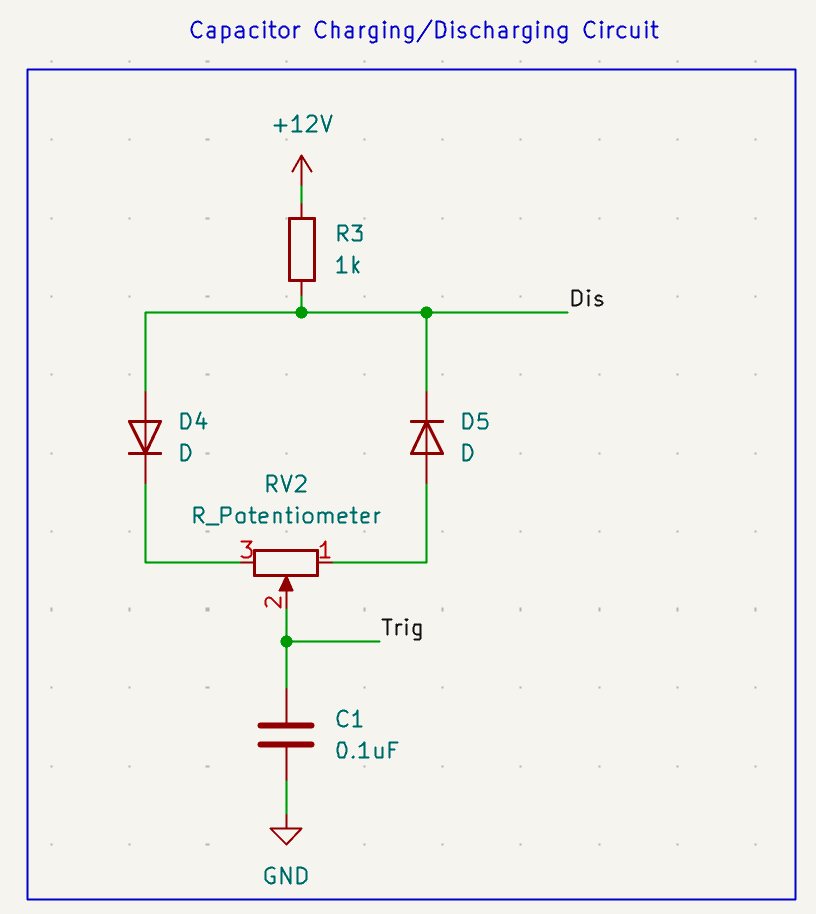 Capacitor Charging/Discharging Circuit
+12V
R3
1k
Dis
D4
D
D5
D
RV2
R_Potentiometer
3
1
2
Trig
C1
0.1uF
GND